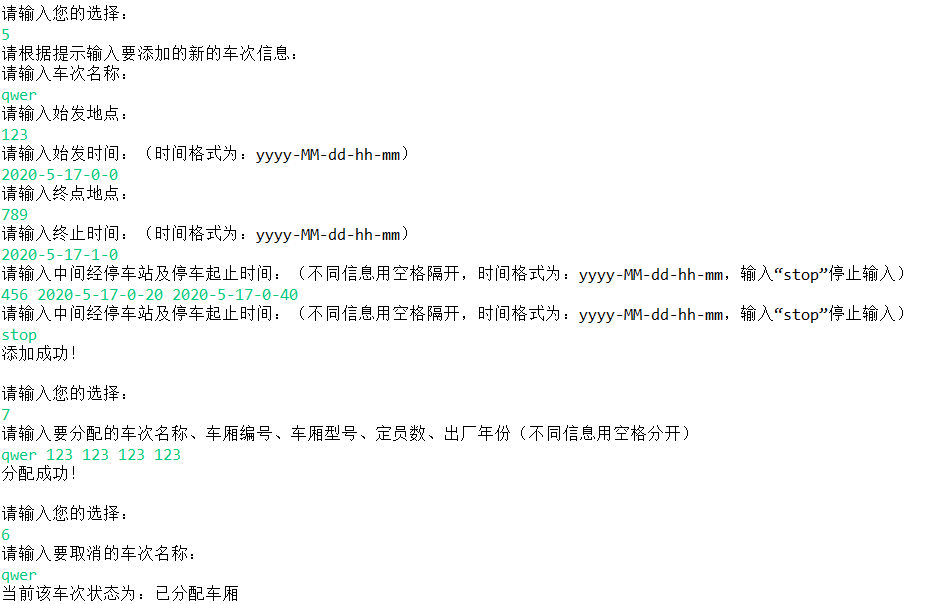 请输入您的选择:
5
请根据提示输入要添加的新的车次信息:
请输入车次名称:
qwer
请输入始发地点:
123
请输入始发时间:（时间格式为: yyyy-MM-dd-hh-mm）
2020-5-17-0-0
请输入终点地点:
789
请输入终止时间:（时间格式为: yyyy-MM-dd-hh-mm）
2020-5-17-1-0
请输入中间经停车站及停车起止时间:（不同信息用空格隔开，时间格式为: yyyy-MM-dd-hh-mm，输入“stop”停止输入）
456 2020-5-17-0-20 2020-5-17-0-40
请输入中间经停车站及停车起止时间:（不同信息用空格隔开，时间格式为: yyyy-MM-dd-hh-mm，输入“stop”停止输入）
stop
添加成功!
请输入您的选择:
7
请输入要分配的车次名称、车厢编号、车厢型号、定员数、出厂年份（不同信息用空格分开）
qwer 123 123 123 123
分配成功!
请输入您的选择:
6
请输入要取消的车次名称:
qwer
当前该车次状态为: 已分配车厢